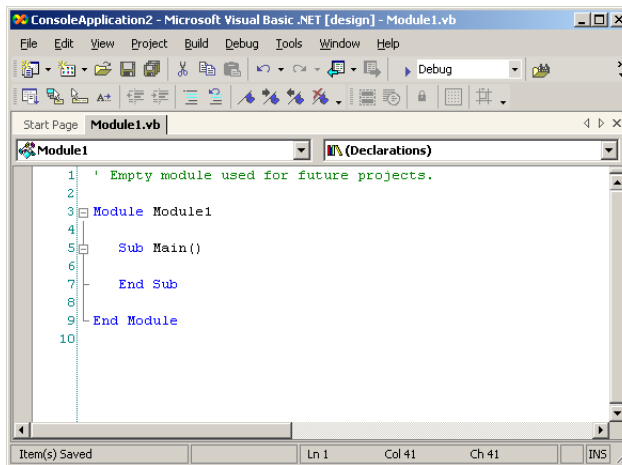 ConsoleApplication2 - Microsoft Visual Basic .NET [design] - Module1.vb
File Edit View Project Build Debug Tools Window Help
Debug
Start Page Module1.vb
Module1 (Declarations)
1 ' Empty module used for future projects.
2
3 Module Module1
4
5 Sub Main()
6
7 End Sub
8
9 End Module
10
Item(s) Saved Ln 1 Col 41 Ch 41 INS